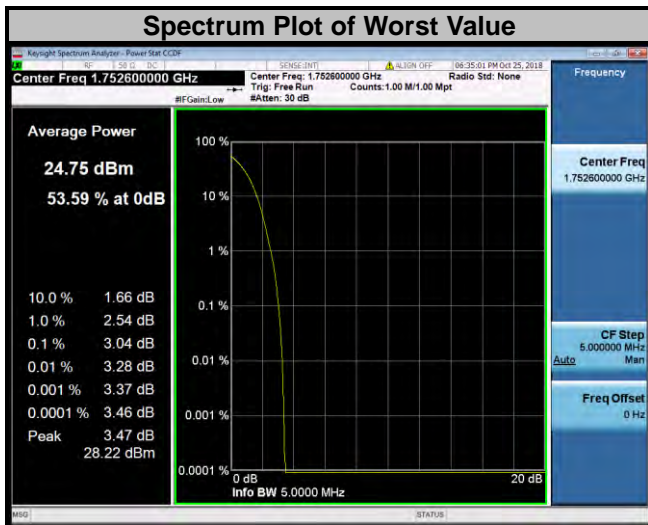 Spectrum Plot of Worst Value
Keysight Spectrum Analyzer - Power Stat CCDF
RF 50 Ω DC SENSE:INT ALIGN OFF 06:35:01 PM Oct 25, 2018
Center Freq 1.752600000 GHz
Center Freq: 1.752600000 GHz Radio Std: None
Trig: Free Run Counts:1.00 M/1.00 Mpt
#IFGain:Low #Atten: 30 dB
Frequency
Average Power
24.75 dBm
53.59 % at 0dB
10.0 % 1.66 dB
1.0 % 2.54 dB
0.1 % 3.04 dB
0.01 % 3.28 dB
0.001 % 3.37 dB
0.0001 % 3.46 dB
Peak 3.47 dB
28.22 dBm
100 %
10 %
1 %
0.1 %
0.01 %
0.001 %
0.0001 %
0 dB 20 dB
Info BW 5.0000 MHz
Center Freq
1.752600000 GHz
CF Step
5.000000 MHz
Auto Man
Freq Offset
0 Hz
MSG STATUS